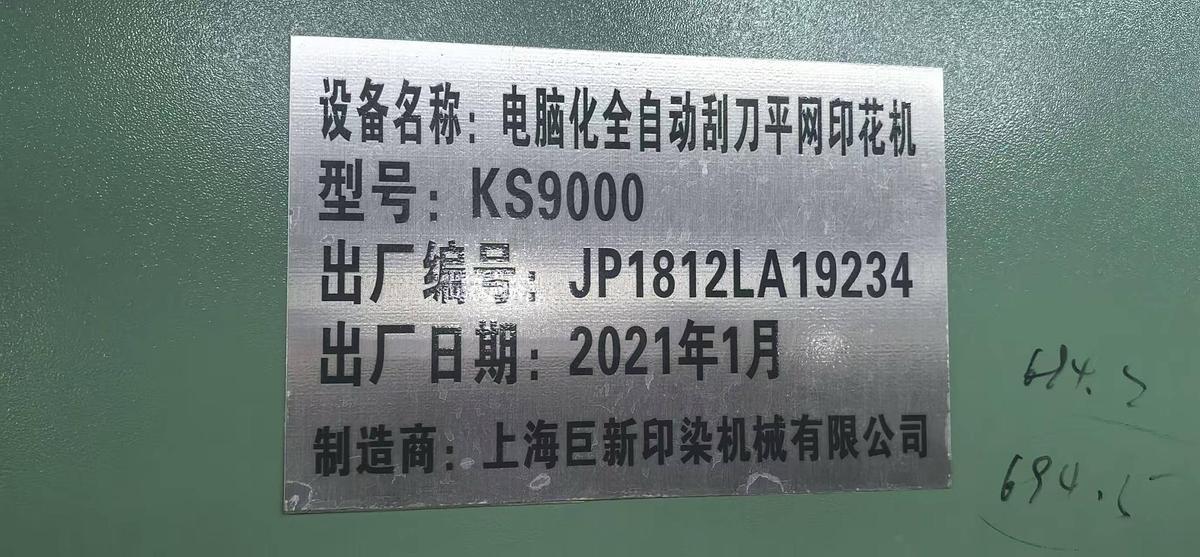 设备名称：电脑化全自动刮刀平网印花机
型号：KS9000
出厂编号：JP1812LA19234
出厂日期：2021年1月
制造商：上海巨新印染机械有限公司